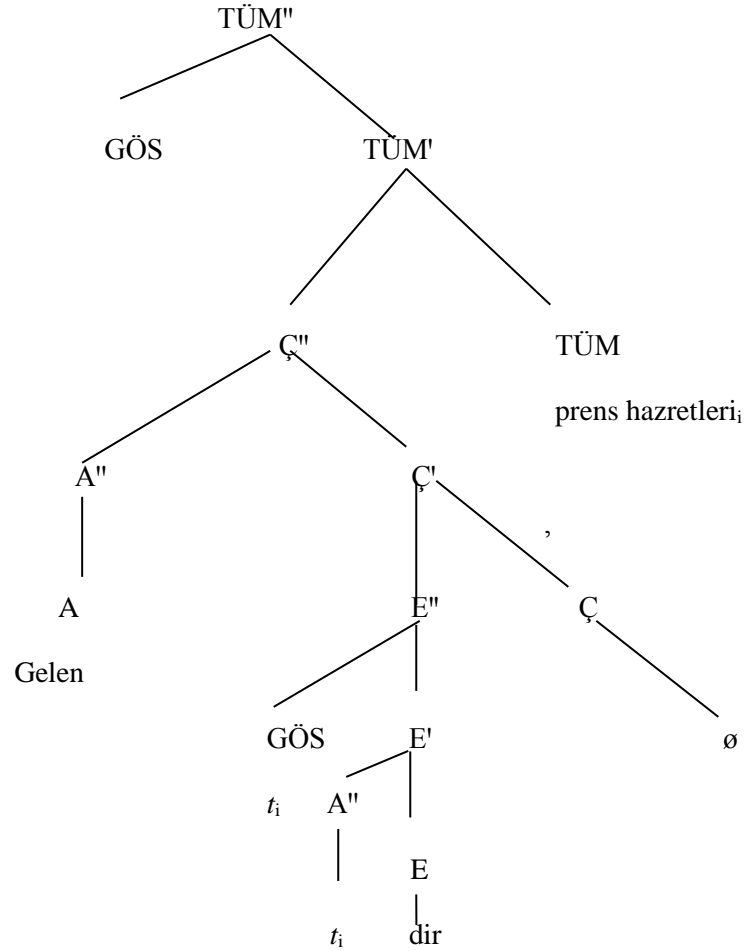 TÜM"
GÖS TÜM'
Ç" TÜM
prens hazretleriᵢ
A" Ç'
,
A E" Ç
Gelen
GÖS E' ø
tᵢ A"
E
tᵢ dir